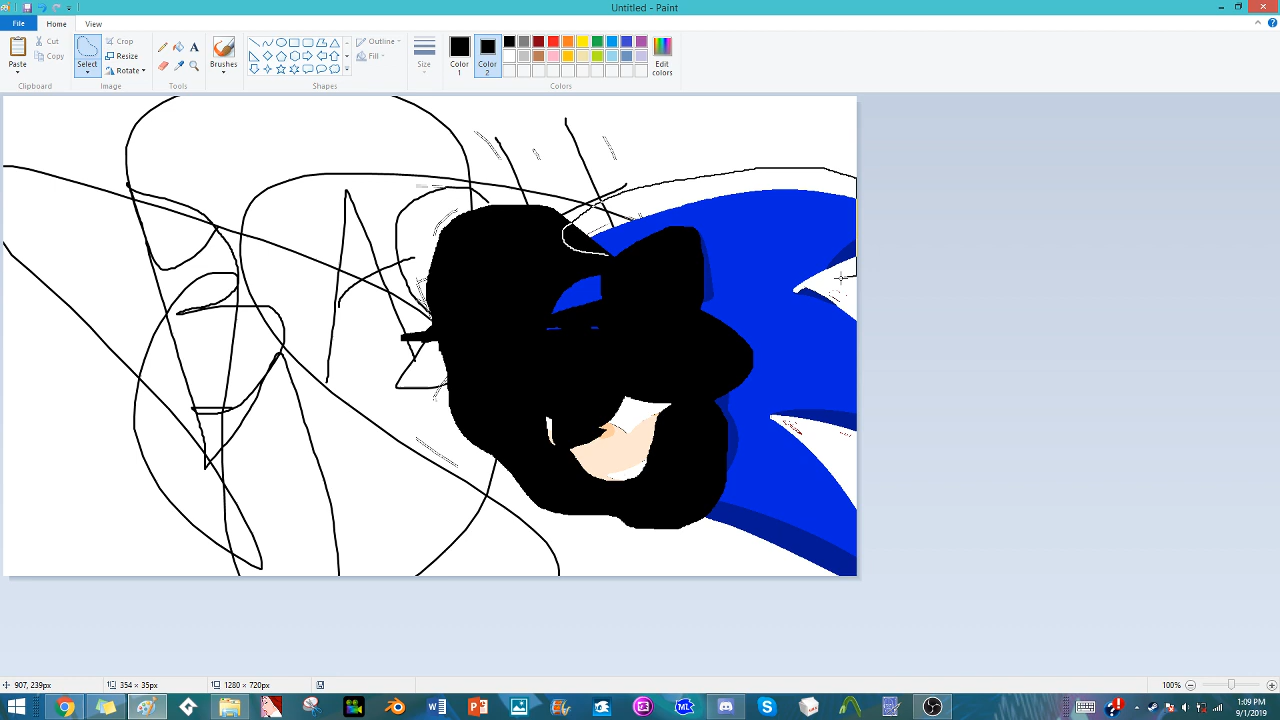 Untitled - Paint
File Home View
Paste Cut Copy
Select Crop Resize Rotate
Brushes
Outline Fill
Size
Color 1 Color 2
Edit colors
Clipboard Image Tools Shapes Colors
907, 239px 354 × 35px 1280 × 720px 100%
1:09 PM
9/1/2019